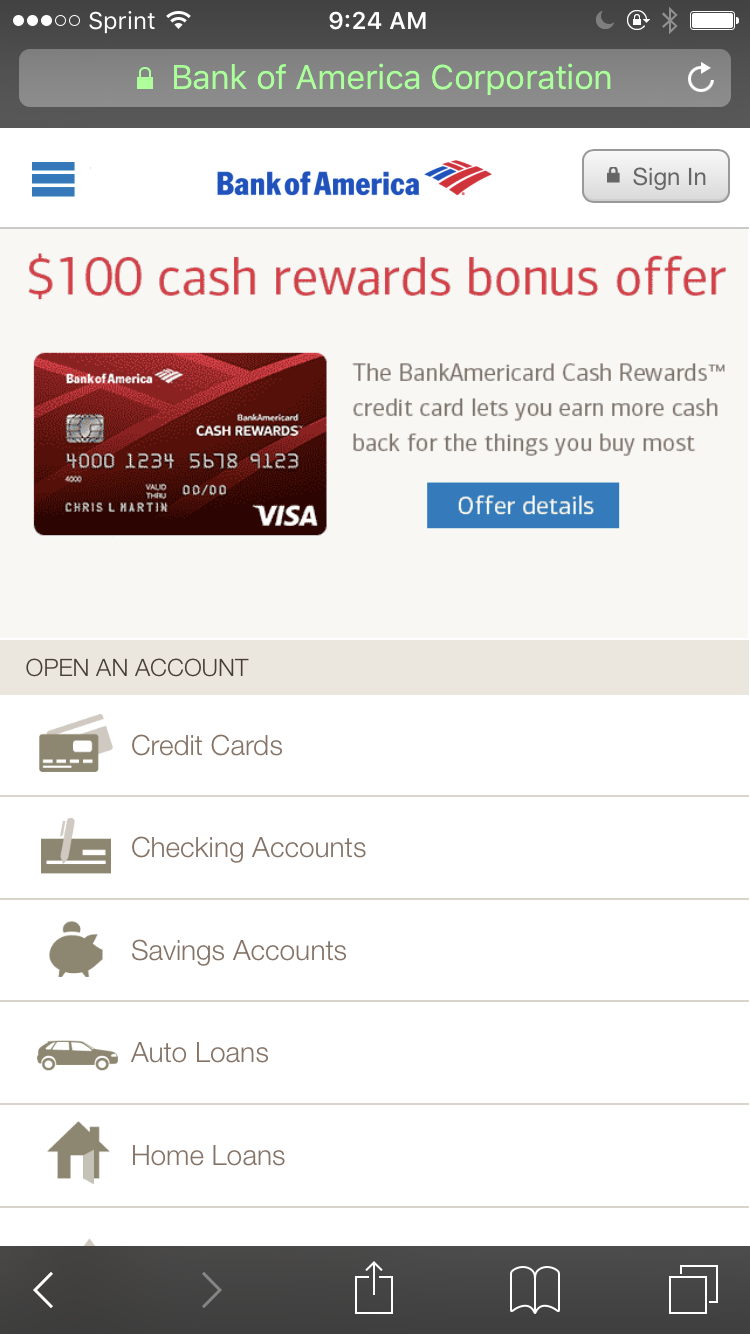 Sprint 9:24 AM
Bank of America Corporation
Bank of America Sign In
$100 cash rewards bonus offer
Bank of America
BankAmericard
CASH REWARDS™
4000 1234 5678 9123
4000
VALID
THRU 00/00
CHRIS L MARTIN
VISA
The BankAmericard Cash Rewards™
credit card lets you earn more cash
back for the things you buy most
Offer details
OPEN AN ACCOUNT
Credit Cards
Checking Accounts
Savings Accounts
Auto Loans
Home Loans